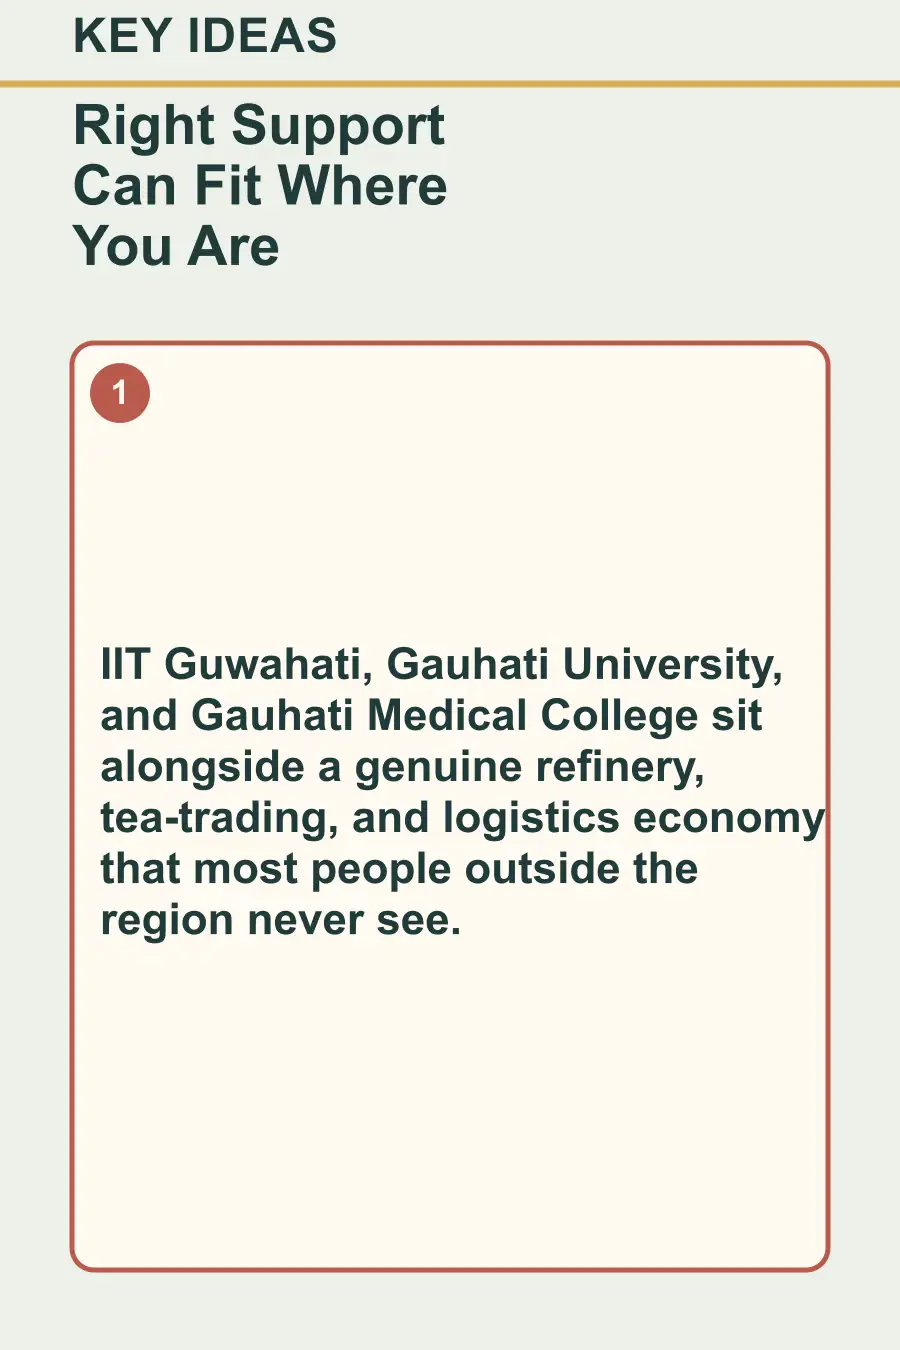 KEY IDEAS
Right Support
Can Fit Where
You Are
1
IIT Guwahati, Gauhati University,
and Gauhati Medical College sit
alongside a genuine refinery,
tea-trading, and logistics economy
that most people outside the
region never see.